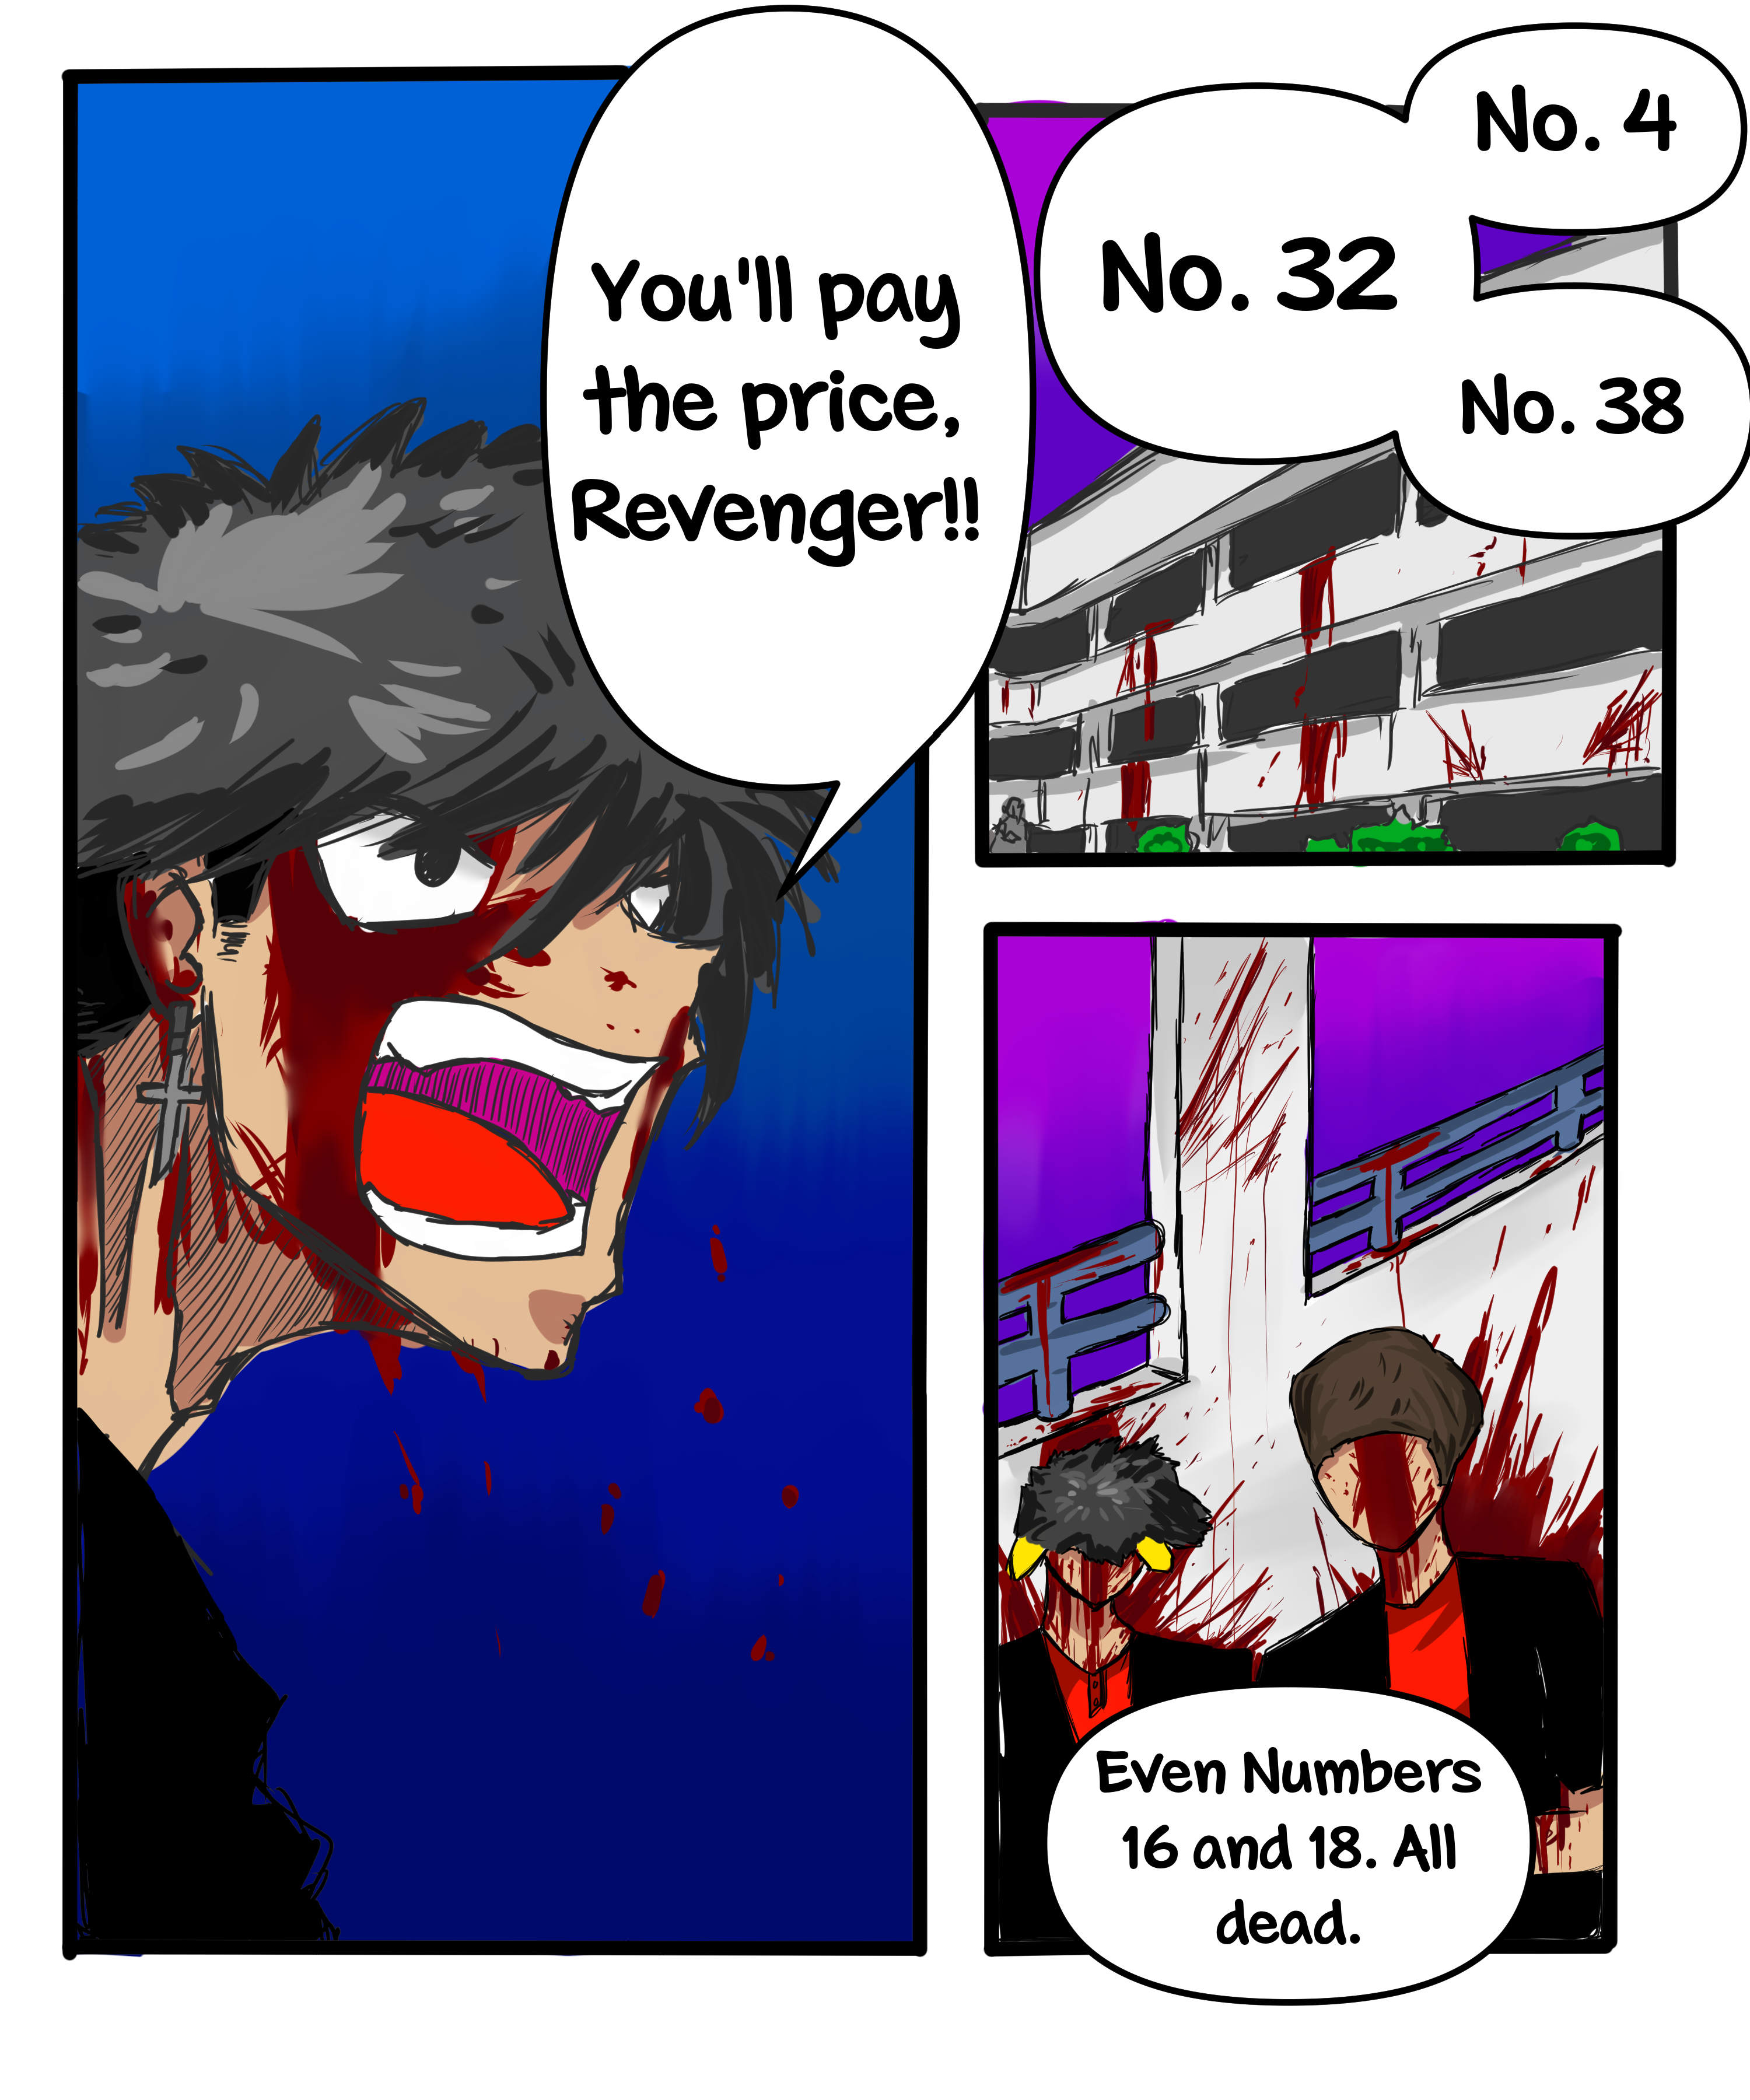 You'll pay
the price,
Revenger!!
No. 4
No. 32
No. 38
Even Numbers
16 and 18. All
dead.